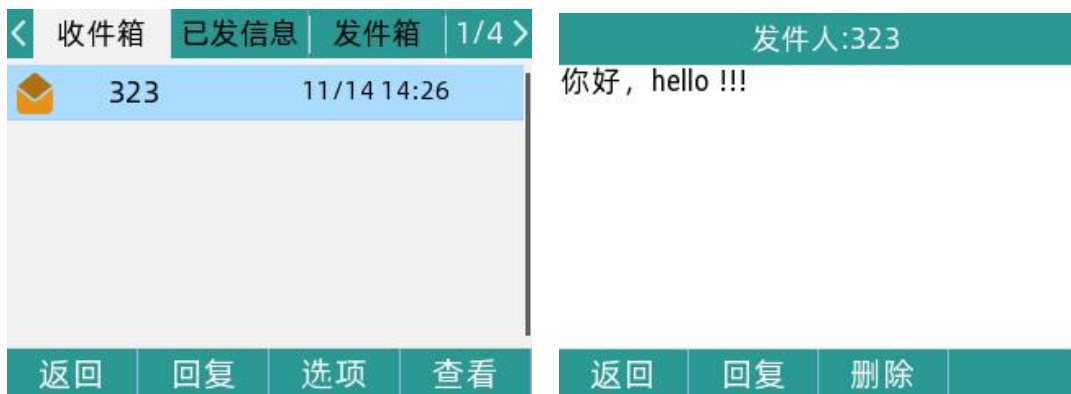 < 收件箱 已发信息 发件箱 1/4 >
323 11/14 14:26
返回 回复 选项 查看
发件人:323
你好，hello !!!
返回 回复 删除